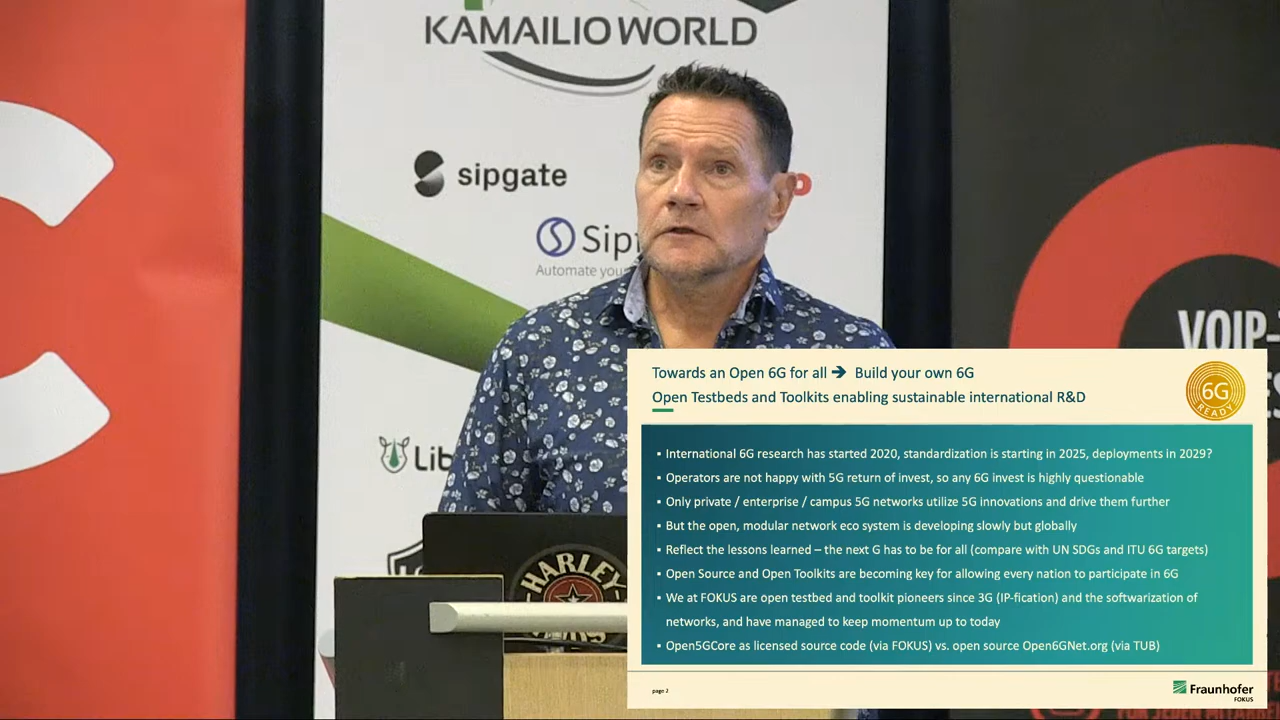 KAMAILIO WORLD
sipgate
Automate you
VOIP-
HARLEY
Towards an Open 6G for all ➔ Build your own 6G
Open Testbeds and Toolkits enabling sustainable international R&D
6G
READY
▪ International 6G research has started 2020, standardization is starting in 2025, deployments in 2029?
▪ Operators are not happy with 5G return of invest, so any 6G invest is highly questionable
▪ Only private / enterprise / campus 5G networks utilize 5G innovations and drive them further
▪ But the open, modular network eco system is developing slowly but globally
▪ Reflect the lessons learned – the next G has to be for all (compare with UN SDGs and ITU 6G targets)
▪ Open Source and Open Toolkits are becoming key for allowing every nation to participate in 6G
▪ We at FOKUS are open testbed and toolkit pioneers since 3G (IP-fication) and the softwarization of
networks, and have managed to keep momentum up to today
▪ Open5GCore as licensed source code (via FOKUS) vs. open source Open6GNet.org (via TUB)
page 2
Fraunhofer
FOKUS